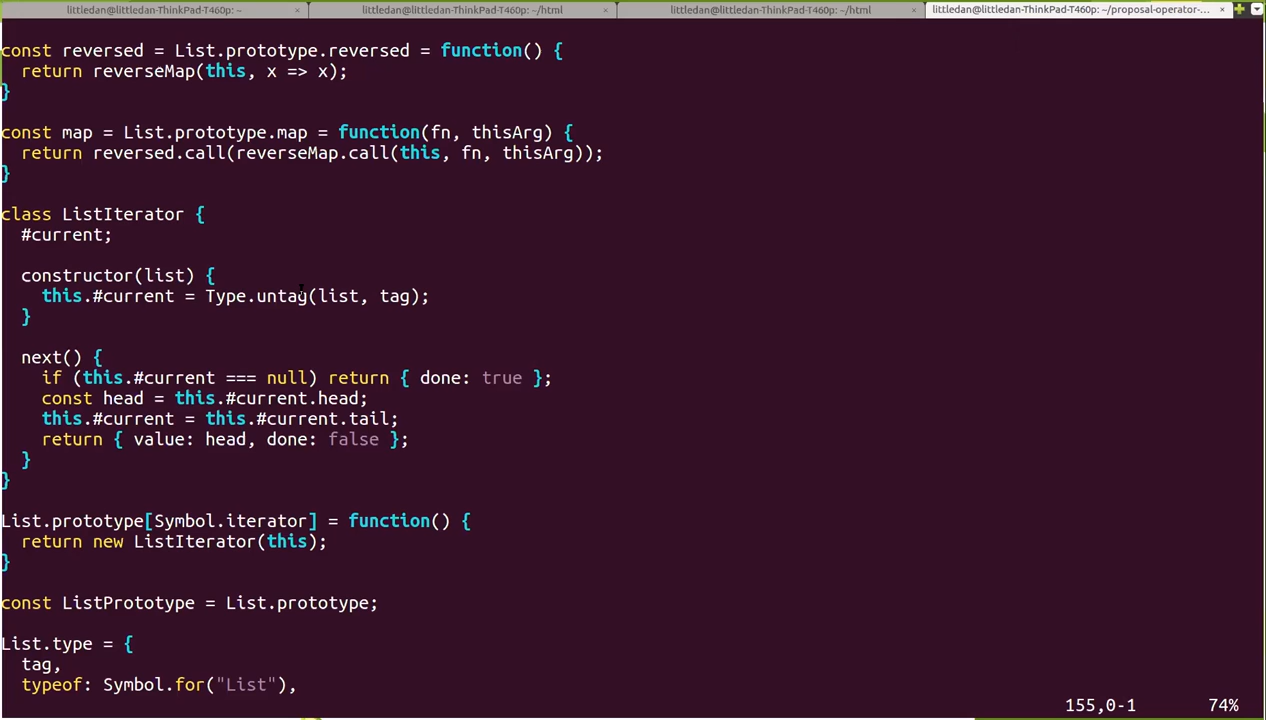 littledan@littledan-ThinkPad-T460p: ~ × littledan@littledan-ThinkPad-T460p: ~/html × littledan@littledan-ThinkPad-T460p: ~/html × littledan@littledan-ThinkPad-T460p: ~/proposal-operator-... ×
const reversed = List.prototype.reversed = function() {
  return reverseMap(this, x => x);
}
const map = List.prototype.map = function(fn, thisArg) {
  return reversed.call(reverseMap.call(this, fn, thisArg));
}
class ListIterator {
  #current;
  constructor(list) {
    this.#current = Type.untag(list, tag);
  }
  next() {
    if (this.#current === null) return { done: true };
    const head = this.#current.head;
    this.#current = this.#current.tail;
    return { value: head, done: false };
  }
}
List.prototype[Symbol.iterator] = function() {
  return new ListIterator(this);
}
const ListPrototype = List.prototype;
List.type = {
  tag,
  typeof: Symbol.for("List"),
155,0-1 74%